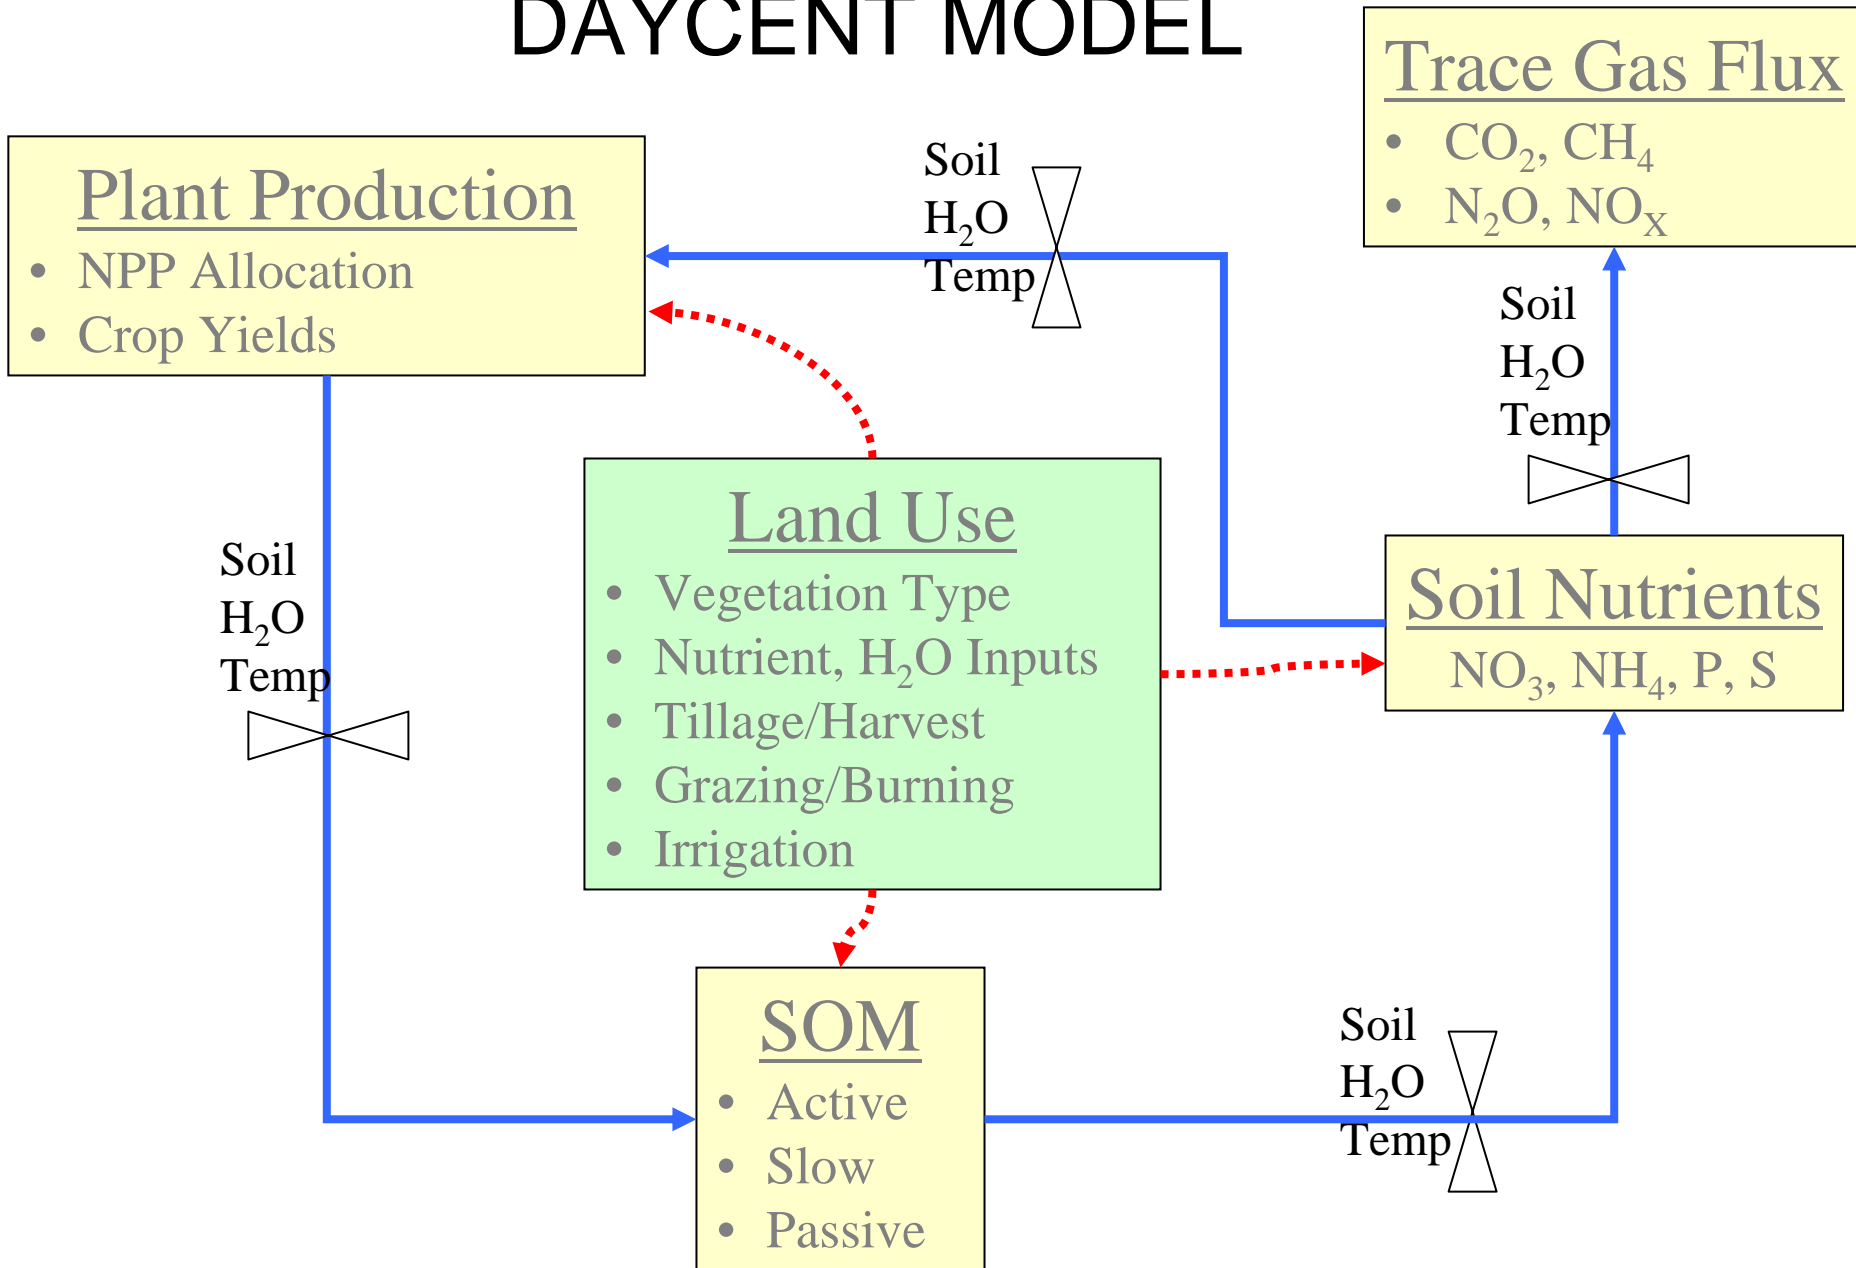 DAYCENT MODEL
Trace Gas Flux
• CO₂, CH₄
• N₂O, NOₓ
Plant Production
• NPP Allocation
• Crop Yields
Soil
H₂O
Temp
Soil
H₂O
Temp
Land Use
• Vegetation Type
• Nutrient, H₂O Inputs
• Tillage/Harvest
• Grazing/Burning
• Irrigation
Soil
H₂O
Temp
Soil Nutrients
NO₃, NH₄, P, S
SOM
• Active
• Slow
• Passive
Soil
H₂O
Temp